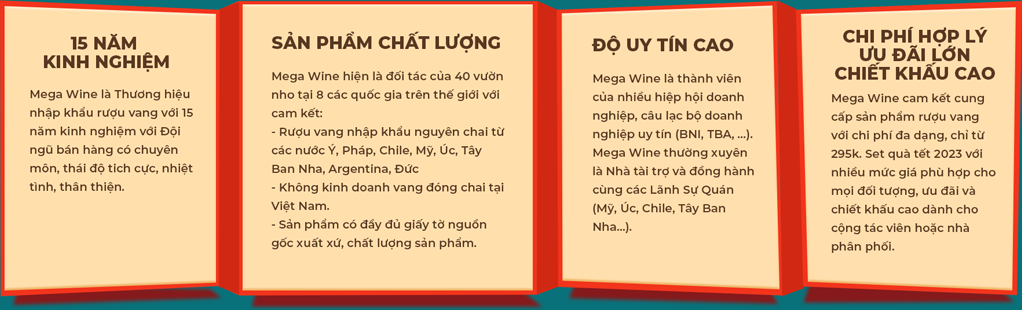 15 NĂM
KINH NGHIỆM
Mega Wine là Thương hiệu
nhập khẩu rượu vang với 15
năm kinh nghiệm với Đội
ngũ bán hàng có chuyên
môn, thái độ tich cực, nhiệt
tình, thân thiện.
SẢN PHẨM CHẤT LƯỢNG
Mega Wine hiện là đối tác của 40 vườn
nho tại 8 các quốc gia trên thế giới với
cam kết:
- Rượu vang nhập khẩu nguyên chai từ
các nước Ý, Pháp, Chile, Mỹ, Úc, Tây
Ban Nha, Argentina, Đức
- Không kinh doanh vang đóng chai tại
Việt Nam.
- Sản phẩm có đầy đủ giấy tờ nguồn
gốc xuất xứ, chất lượng sản phẩm.
ĐỘ UY TÍN CAO
Mega Wine là thành viên
của nhiều hiệp hội doanh
nghiệp, câu lạc bộ doanh
nghiệp uy tín (BNI, TBA, ...).
Mega Wine thường xuyên
là Nhà tài trợ và đồng hành
cùng các Lãnh Sự Quán
(Mỹ, Úc, Chile, Tây Ban
Nha...).
CHI PHÍ HỢP LÝ
ƯU ĐÃI LỚN
CHIẾT KHẤU CAO
Mega Wine cam kết cung
cấp sản phẩm rượu vang
với chi phí đa dạng, chỉ từ
295k. Set quà tết 2023 với
nhiều mức giá phù hợp cho
mọi đối tượng, ưu đãi và
chiết khấu cao dành cho
cộng tác viên hoặc nhà
phân phối.